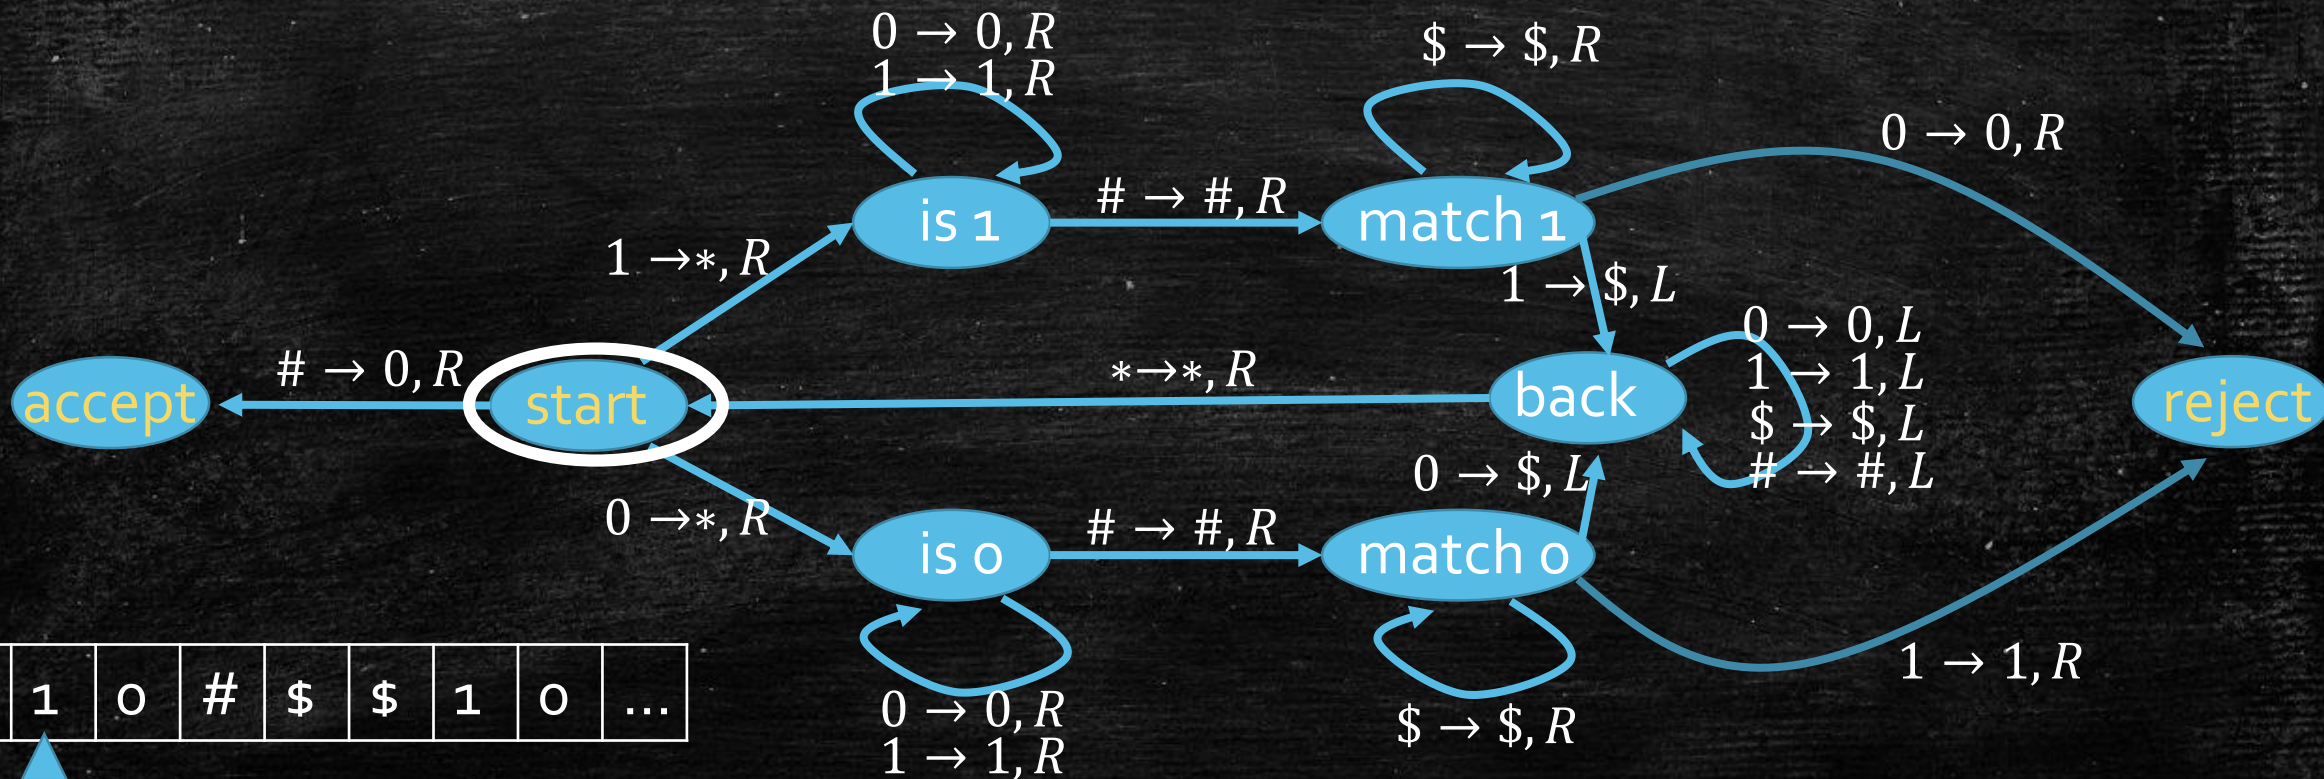 0 → 0, R
1 → 1, R
$ → $, R
0 → 0, R
is 1
# → #, R
match 1
1 →∗, R
1 → $, L
accept
# → 0, R
start
∗→∗, R
back
0 → 0, L
1 → 1, L
$ → $, L
# → #, L
reject
0 → $, L
0 →∗, R
is 0
# → #, R
match 0
1 → 1, R
0 → 0, R
1 → 1, R
$ → $, R
1 0 # $ $ 1 0 …